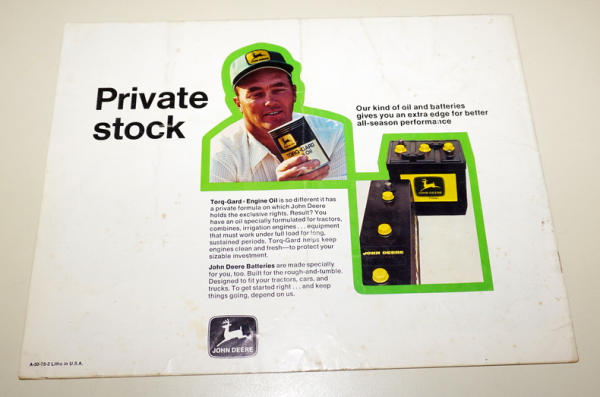 Private
stock
Our kind of oil and batteries
gives you an extra edge for better
all-season performance
JOHN DEERE
TORQ-GARD
OIL
JOHN DEERE
Torq-Gard Engine Oil is so different it has
a private formula on which John Deere
holds the exclusive rights. Result? You
have an oil specially formulated for tractors,
combines, irrigation engines . . . equipment
that must work under full load for long,
sustained periods. Torq-Gard helps keep
engines clean and fresh—to protect your
sizable investment.
John Deere Batteries are made specially
for you, too. Built for the rough-and-tumble.
Designed to fit your tractors, cars, and
trucks. To get started right . . . and keep
things going, depend on us.
JOHN DEERE
JOHN DEERE
A-30-75-2 Litho in U.S.A.